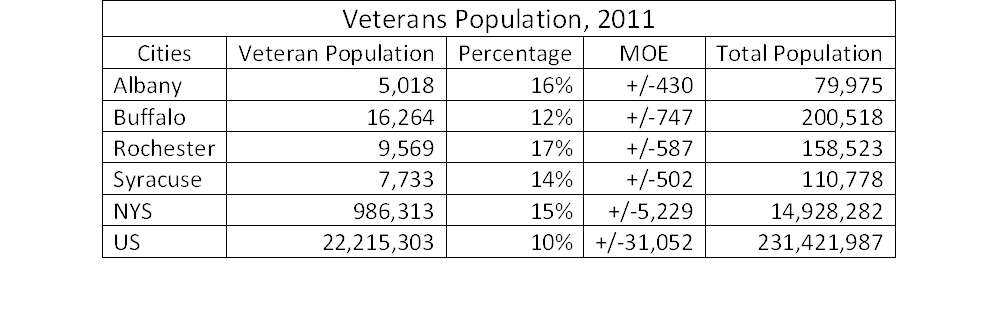 Veterans Population, 2011
Cities Veteran Population Percentage MOE Total Population
Albany 5,018 16% +/-430 79,975
Buffalo 16,264 12% +/-747 200,518
Rochester 9,569 17% +/-587 158,523
Syracuse 7,733 14% +/-502 110,778
NYS 986,313 15% +/-5,229 14,928,282
US 22,215,303 10% +/-31,052 231,421,987